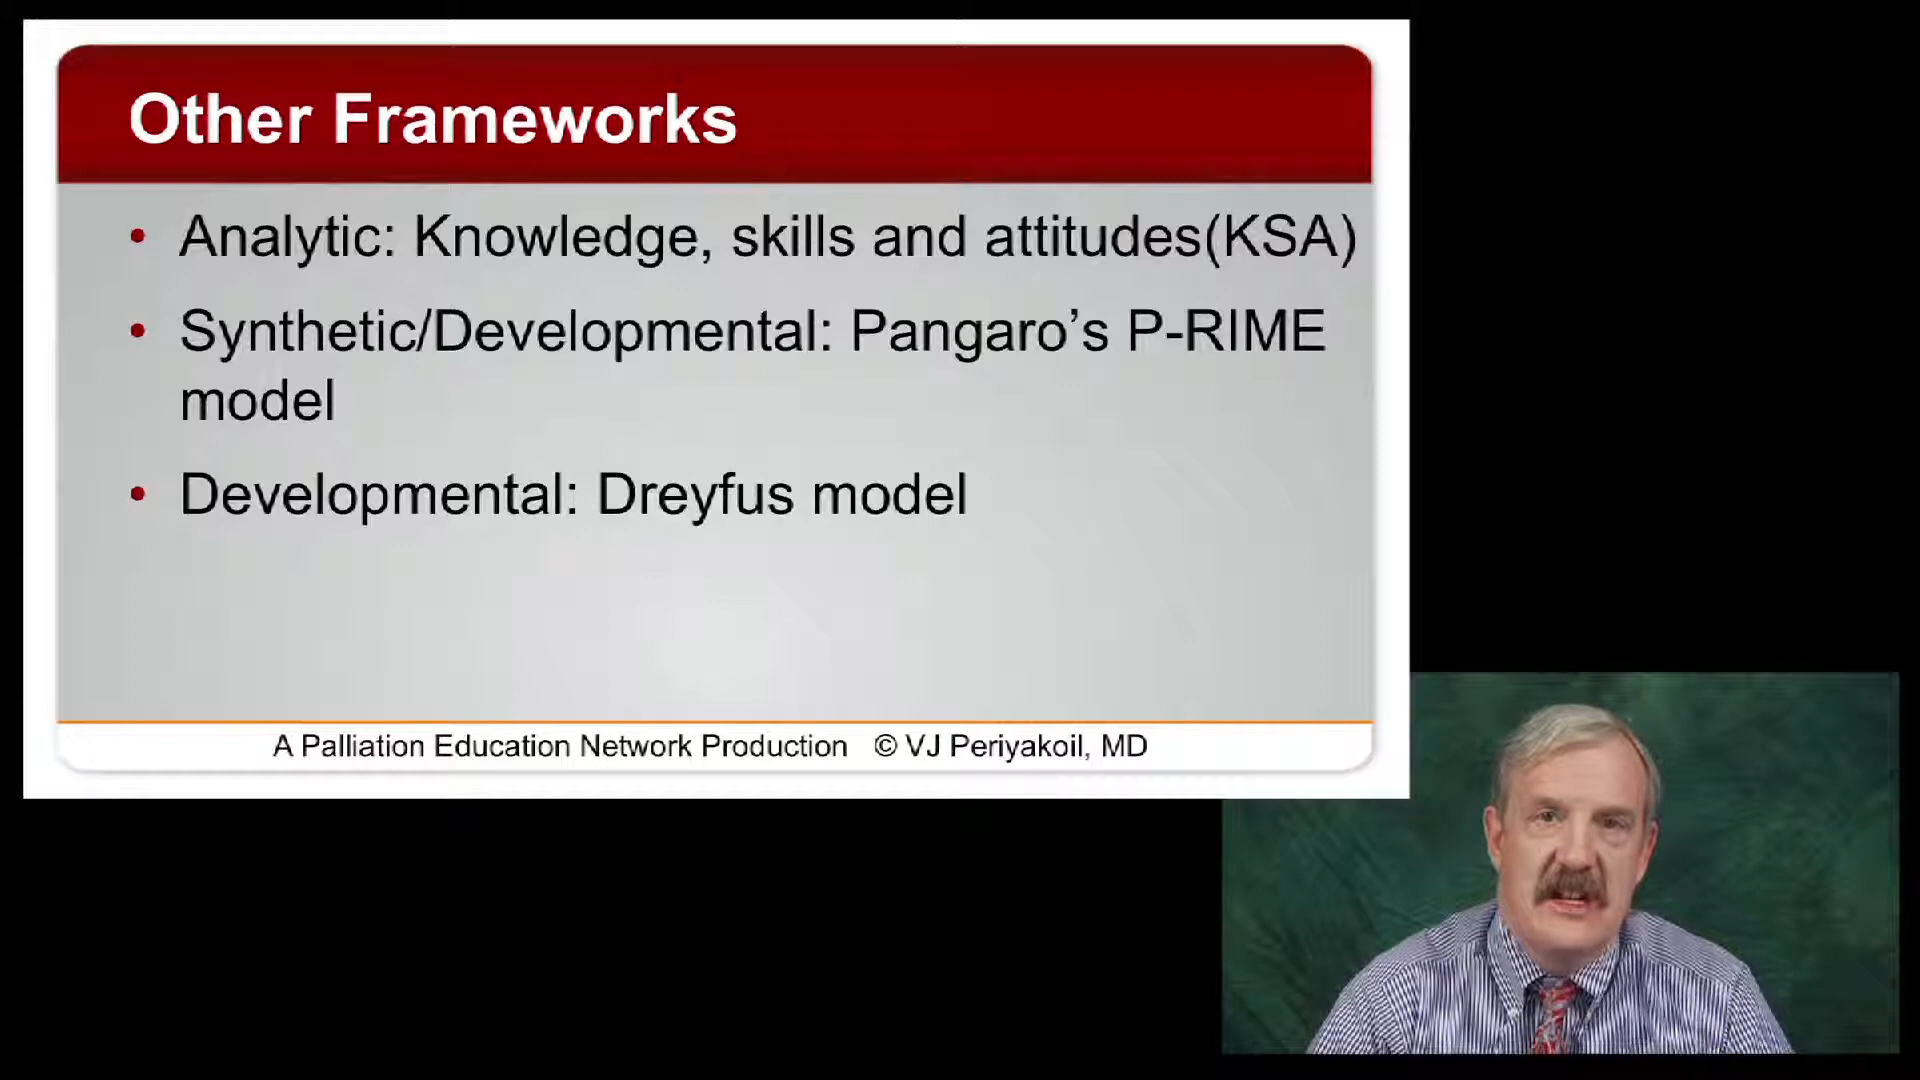 Other Frameworks
• Analytic: Knowledge, skills and attitudes(KSA)
• Synthetic/Developmental: Pangaro’s P-RIME
model
• Developmental: Dreyfus model
A Palliation Education Network Production © VJ Periyakoil, MD